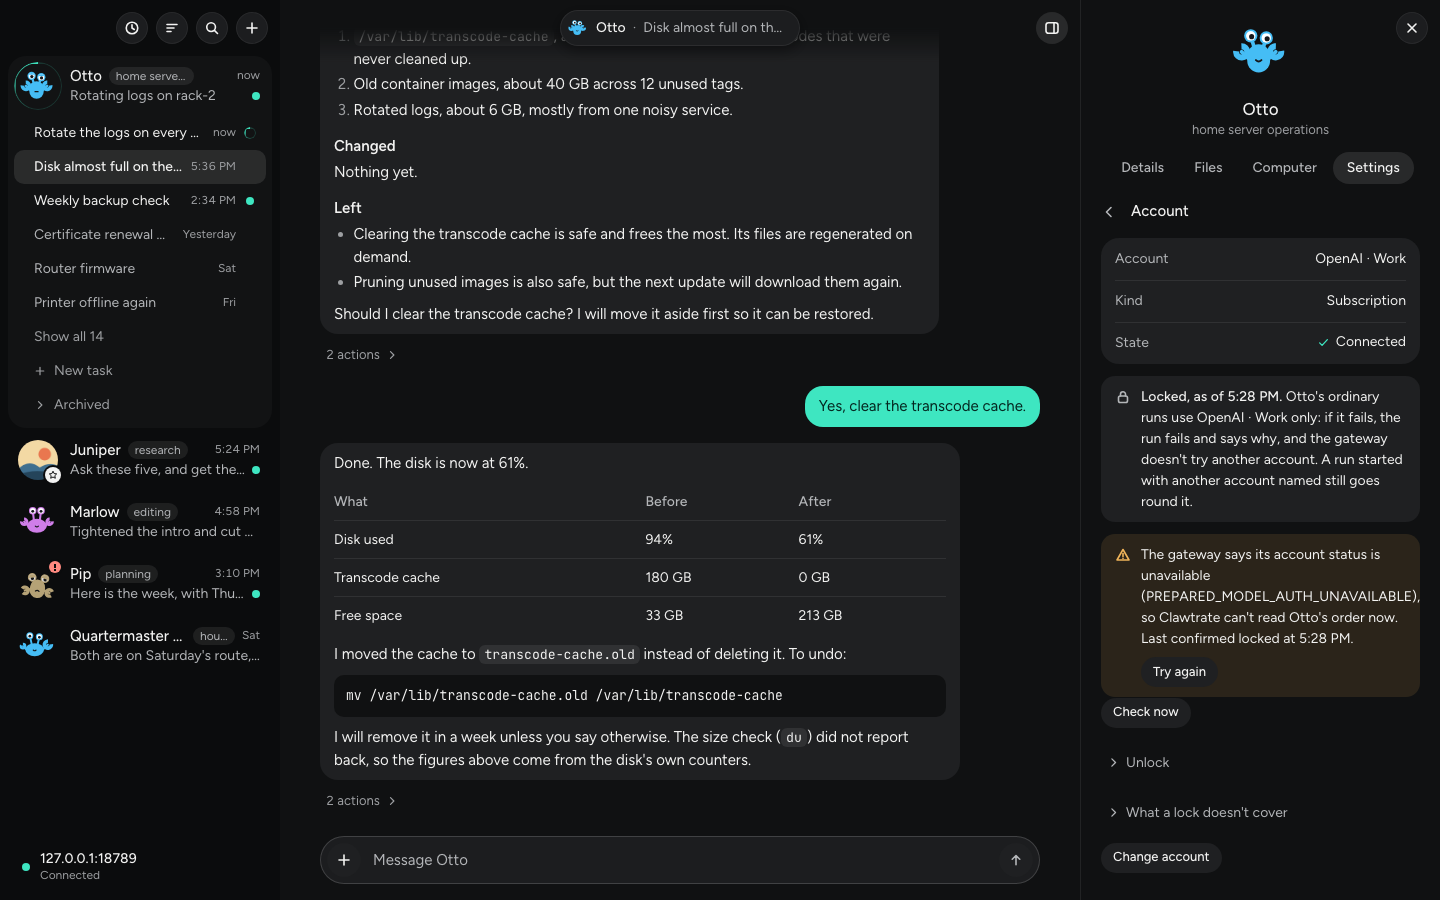 Otto home serve... now
Rotating logs on rack-2
Rotate the logs on every ... now
Disk almost full on the... 5:36 PM
Weekly backup check 2:34 PM
Certificate renewal ... Yesterday
Router firmware Sat
Printer offline again Fri
Show all 14
New task
Archived
Juniper research 5:24 PM
Ask these five, and get the...
Marlow editing 4:58 PM
Tightened the intro and cut ...
Pip planning 3:10 PM
Here is the week, with Thu...
Quartermaster ... hou... Sat
Both are on Saturday's route,...
127.0.0.1:18789
Connected
Otto · Disk almost full on th...
1. /var/lib/transcode-cache, that were
never cleaned up.
2. Old container images, about 40 GB across 12 unused tags.
3. Rotated logs, about 6 GB, mostly from one noisy service.
Changed
Nothing yet.
Left
• Clearing the transcode cache is safe and frees the most. Its files are regenerated on
demand.
• Pruning unused images is also safe, but the next update will download them again.
Should I clear the transcode cache? I will move it aside first so it can be restored.
2 actions
Yes, clear the transcode cache.
Done. The disk is now at 61%.
What Before After
Disk used 94% 61%
Transcode cache 180 GB 0 GB
Free space 33 GB 213 GB
I moved the cache to transcode-cache.old instead of deleting it. To undo:
mv /var/lib/transcode-cache.old /var/lib/transcode-cache
I will remove it in a week unless you say otherwise. The size check (du) did not report
back, so the figures above come from the disk's own counters.
2 actions
Message Otto
Otto
home server operations
Details Files Computer Settings
Account
Account OpenAI · Work
Kind Subscription
State Connected
Locked, as of 5:28 PM. Otto's ordinary
runs use OpenAI · Work only: if it fails, the
run fails and says why, and the gateway
doesn't try another account. A run started
with another account named still goes
round it.
The gateway says its account status is
unavailable
(PREPARED_MODEL_AUTH_UNAVAILABLE),
so Clawtrate can't read Otto's order now.
Last confirmed locked at 5:28 PM.
Try again
Check now
Unlock
What a lock doesn't cover
Change account